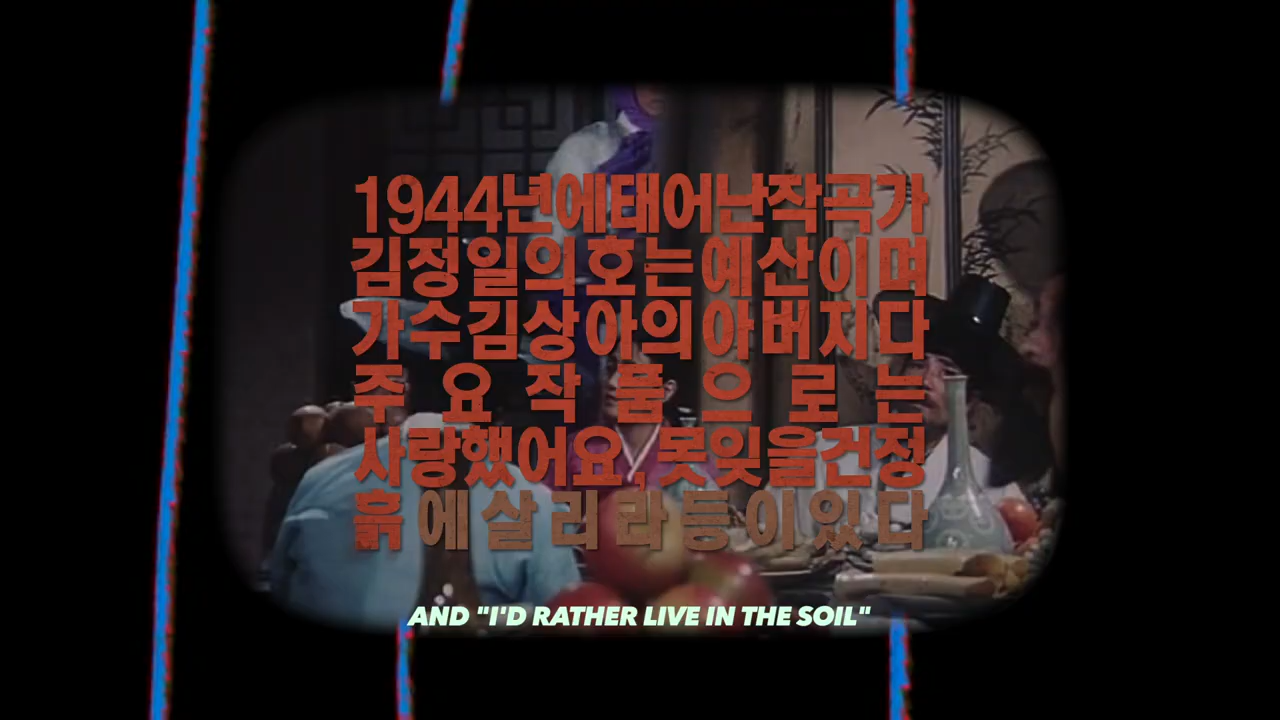 1944년에태어난작곡가
김정일의호는예산이며
가수김상아의아버지다
주요작품으로는
사랑했어요,못잊을건정
흙에살리라등이있다
AND "I'D RATHER LIVE IN THE SOIL"